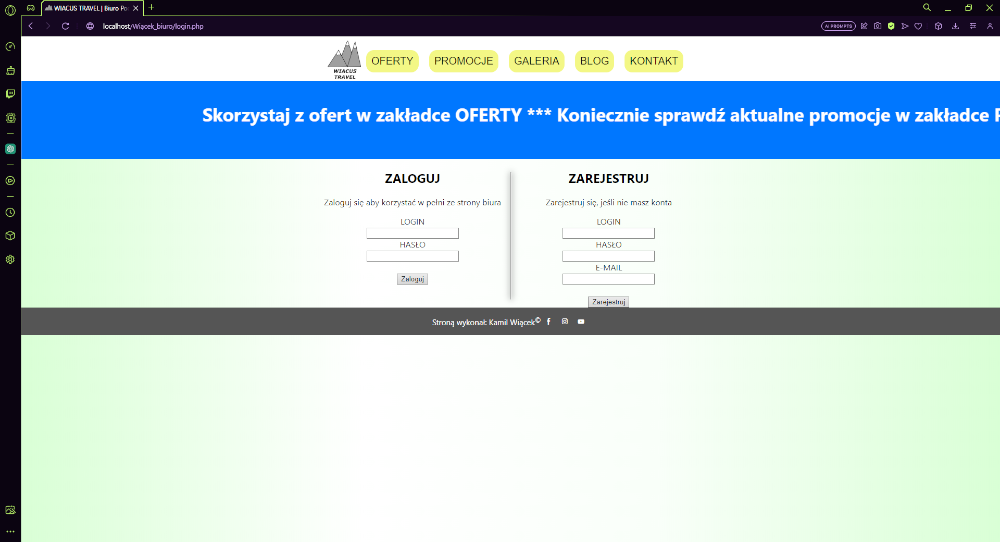 WIACUS TRAVEL | Biuro Po
localhost/Wiącek_biuro/login.php
AI PROMPTS
WIACUS
TRAVEL
OFERTY
PROMOCJE
GALERIA
BLOG
KONTAKT
Skorzystaj z ofert w zakładce OFERTY *** Koniecznie sprawdź aktualne promocje w zakładce
ZALOGUJ
Zaloguj się aby korzystać w pełni ze strony biura
LOGIN
HASŁO
Zaloguj
ZAREJESTRUJ
Zarejestruj się, jeśli nie masz konta
LOGIN
HASŁO
E-MAIL
Zarejestruj
Stroną wykonał: Kamil Wiącek©